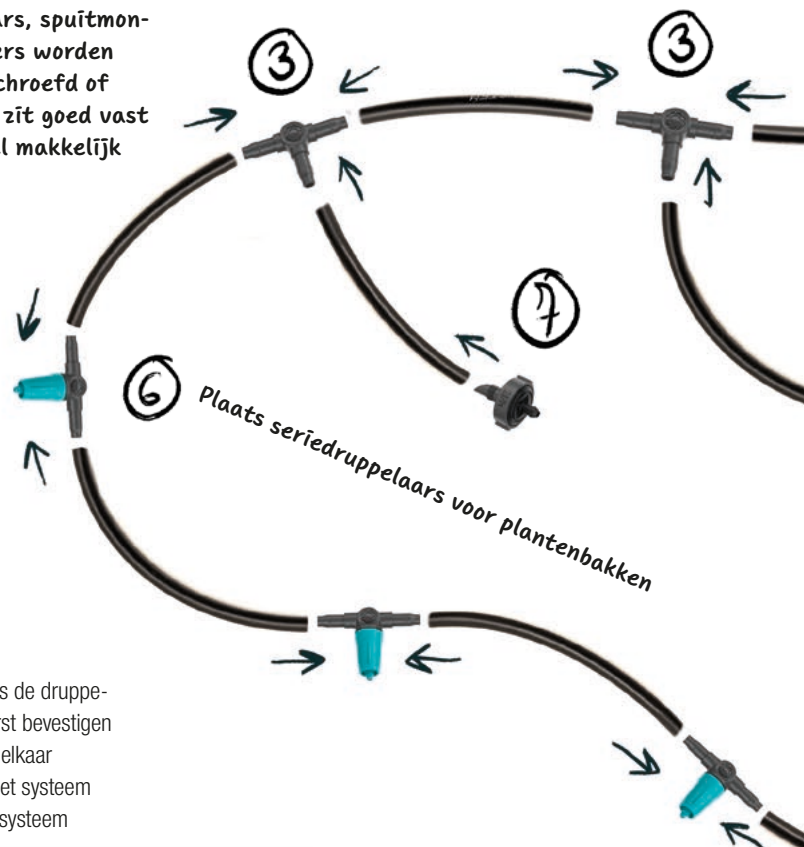 rs, spuitmon-
ers worden
chroefd of
zit goed vast
l makkelijk
3
3
7
6
Plaats seriedruppelaars voor plantenbakken
s de druppe-
rst bevestigen
elkaar
et systeem
systeem